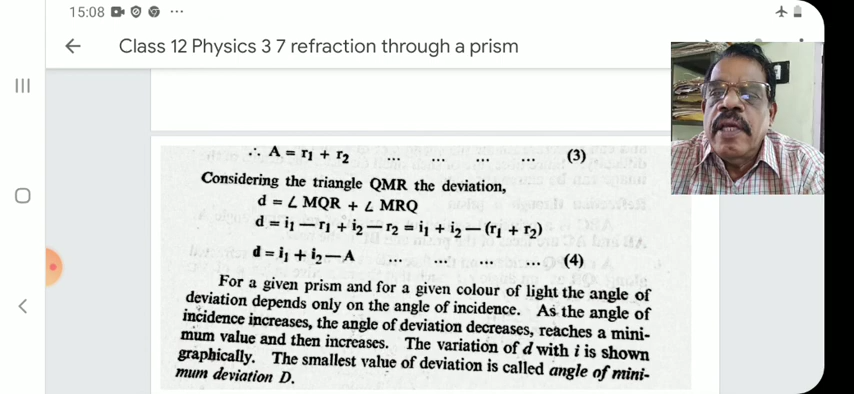 15:08
Class 12 Physics 3 7 refraction through a prism
∴ A = r₁ + r₂ ... ... ... ... (3)
Considering the triangle QMR the deviation,
d = ∠ MQR + ∠ MRQ
d = i₁ — r₁ + i₂ — r₂ = i₁ + i₂ — (r₁ + r₂)
d = i₁ + i₂ — A ... ... ... ... (4)
For a given prism and for a given colour of light the angle of
deviation depends only on the angle of incidence. As the angle of
incidence increases, the angle of deviation decreases, reaches a mini-
mum value and then increases. The variation of d with i is shown
graphically. The smallest value of deviation is called angle of mini-
mum deviation D.